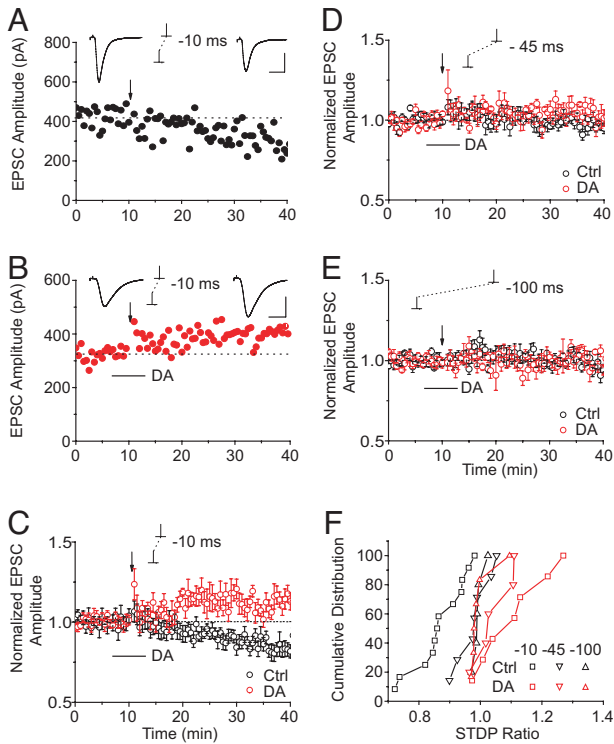 A
-10 ms
EPSC Amplitude (pA)
800
600
400
200
0
0 10 20 30 40
B
-10 ms
EPSC Amplitude (pA)
600
400
200
0
DA
0 10 20 30 40
C
-10 ms
Normalized EPSC
Amplitude
1.5
1.0
0.5
DA
Ctrl
DA
0 10 20 30 40
Time (min)
D
- 45 ms
Normalized EPSC
Amplitude
1.5
1.0
0.5
DA
Ctrl
DA
0 10 20 30 40
E
-100 ms
Normalized EPSC
Amplitude
1.5
1.0
0.5
DA
Ctrl
DA
0 10 20 30 40
Time (min)
F
Cumulative Distribution
100
80
60
40
20
0
-10 -45 -100
Ctrl
DA
0.8 1.0 1.2 1.4
STDP Ratio